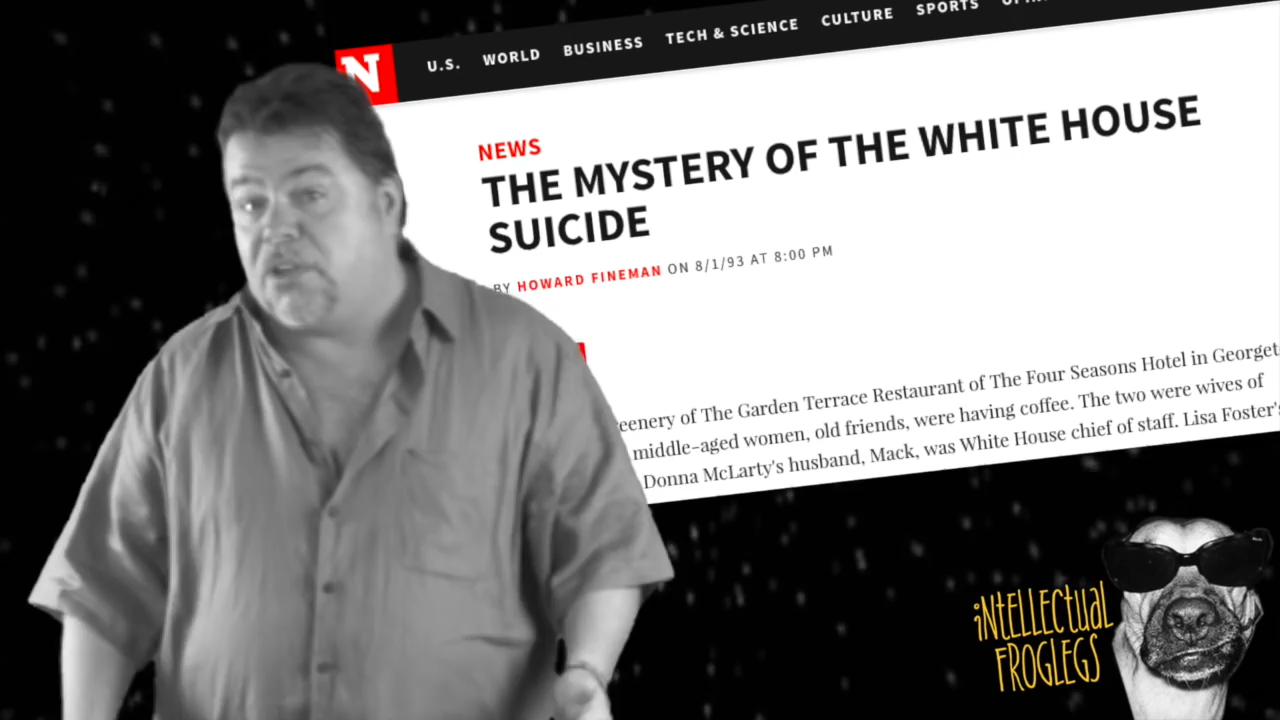 N
U.S. WORLD BUSINESS TECH & SCIENCE CULTURE SPORTS
NEWS
THE MYSTERY OF THE WHITE HOUSE
SUICIDE
BY HOWARD FINEMAN ON 8/1/93 AT 8:00 PM
of The Garden Terrace Restaurant of The Four Seasons Hotel in
middle-aged women, old friends, were having coffee. The two were wives of
Donna McLarty's husband, Mack, was White House chief of staff. Lisa Foster's
iNtELLECtuaL
FROGLEGS